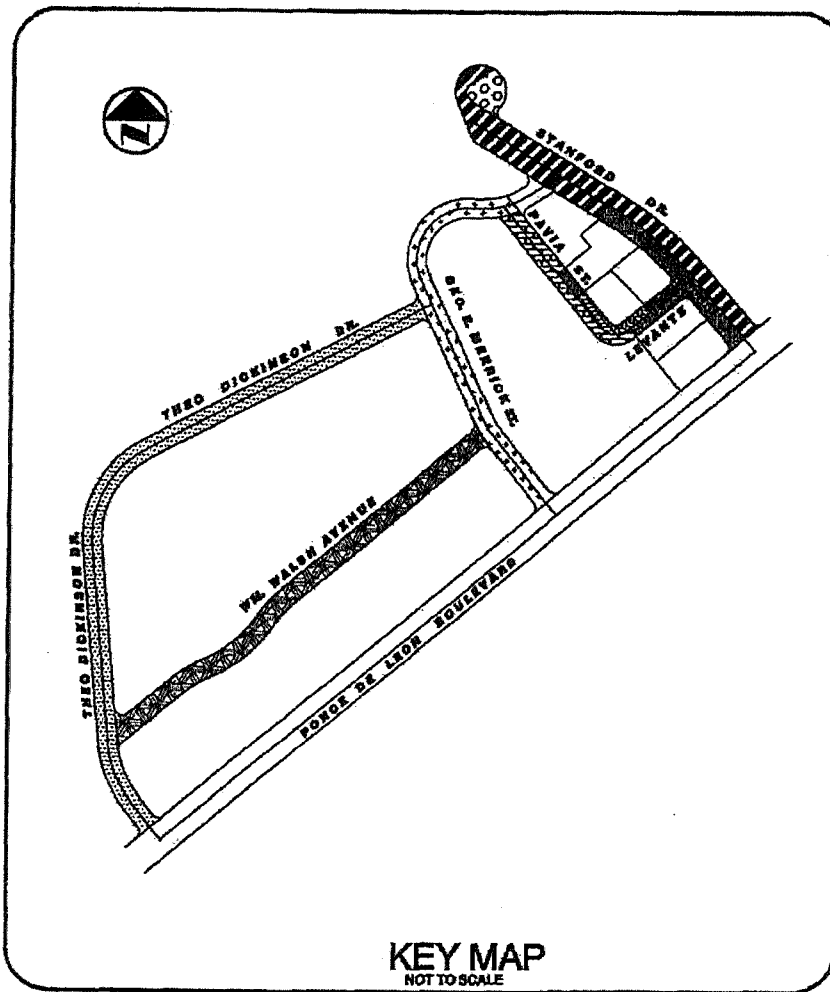 N
STANFORD DR.
PAVIA ST.
LEVANTE
GEO. E. MERRICK ST.
THEO DICKINSON DR.
THEO DICKINSON DR.
WM. WALSH AVENUE
PONCE DE LEON BOULEVARD
KEY MAP
NOT TO SCALE